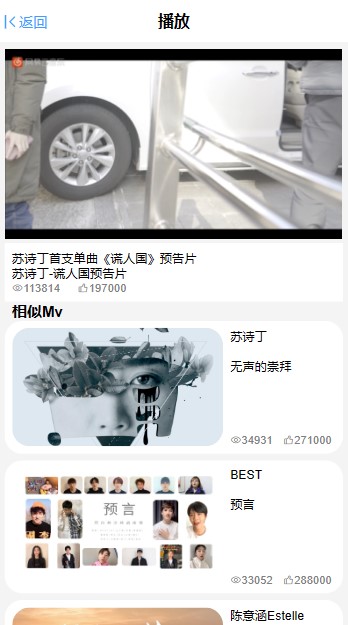 返回
播放
苏诗丁首支单曲《谎人国》预告片
苏诗丁-谎人国预告片
113814 197000
相似Mv
苏诗丁
无声的崇拜
34931 271000
BEST
预言
预言
33052 288000
陈意涵Estelle